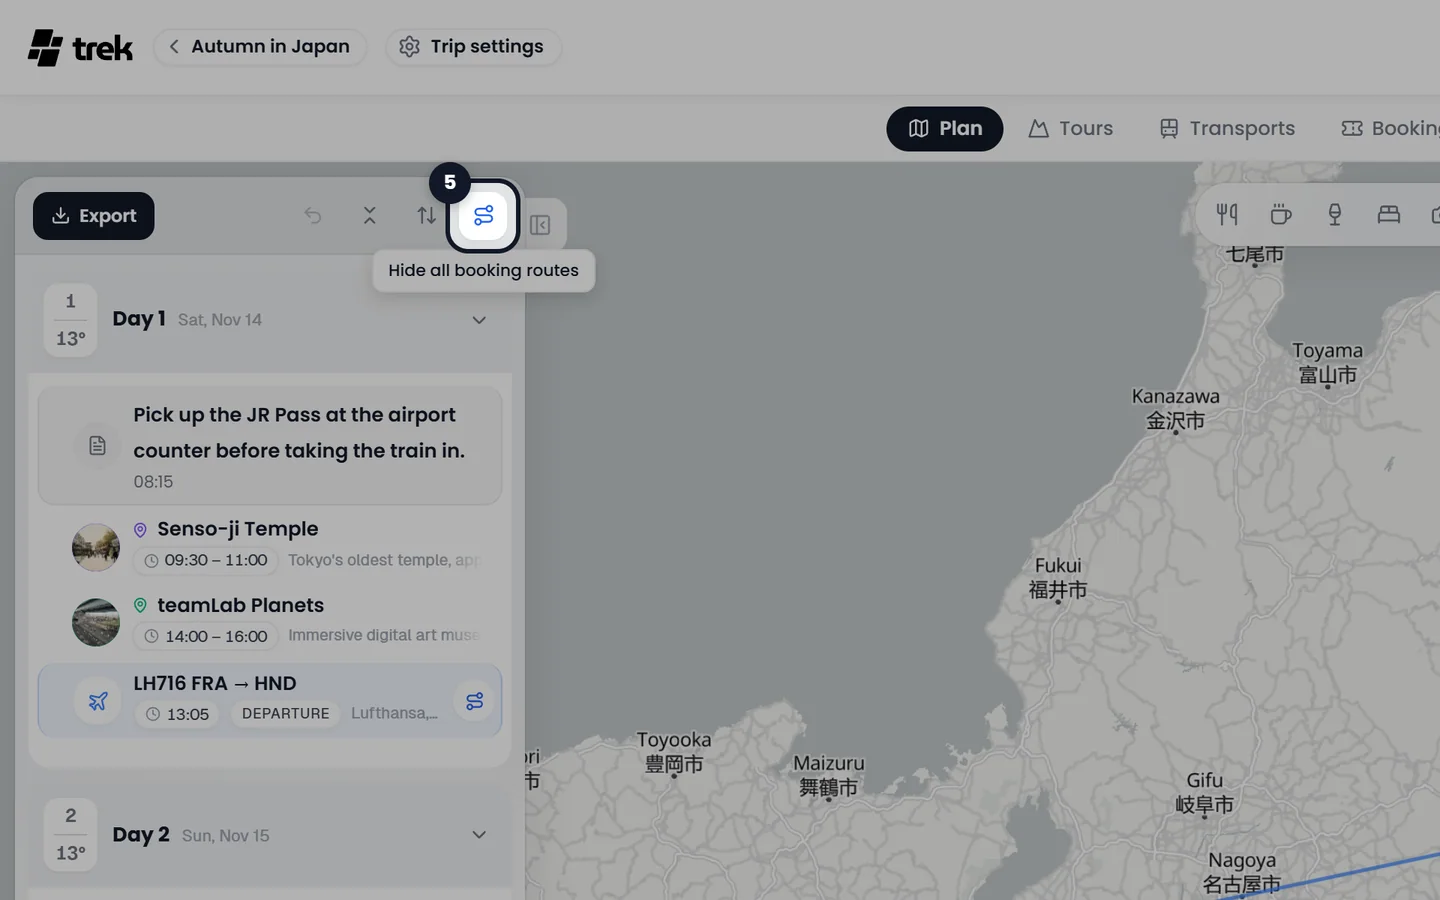 trek
Autumn in Japan
Trip settings
Plan
Tours
Transports
Booking
5
Export
Hide all booking routes
1
13°
Day 1 Sat, Nov 14
Pick up the JR Pass at the airport
counter before taking the train in.
08:15
Senso-ji Temple
09:30 – 11:00 Tokyo's oldest temple, app
teamLab Planets
14:00 – 16:00 Immersive digital art muse
LH716 FRA → HND
13:05 DEPARTURE Lufthansa,...
2
13°
Day 2 Sun, Nov 15
七尾市
Toyama
富山市
Kanazawa
金沢市
Fukui
福井市
ori
市
Toyooka
豊岡市
Maizuru
舞鶴市
Gifu
岐阜市
Nagoya
名古屋市